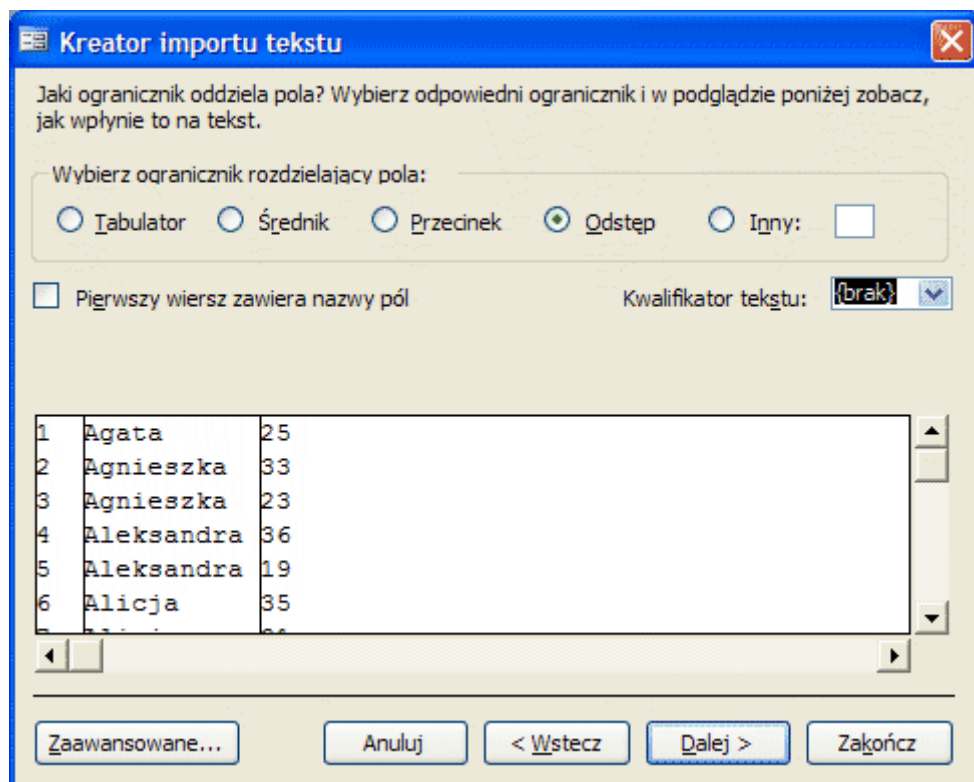 Kreator importu tekstu
Jaki ogranicznik oddziela pola? Wybierz odpowiedni ogranicznik i w podglądzie poniżej zobacz,
jak wpłynie to na tekst.
Wybierz ogranicznik rozdzielający pola:
Tabulator Średnik Przecinek Odstęp Inny:
Pierwszy wiersz zawiera nazwy pól Kwalifikator tekstu: {brak}
1 Agata 25
2 Agnieszka 33
3 Agnieszka 23
4 Aleksandra 36
5 Aleksandra 19
6 Alicja 35
Zaawansowane... Anuluj < Wstecz Dalej > Zakończ